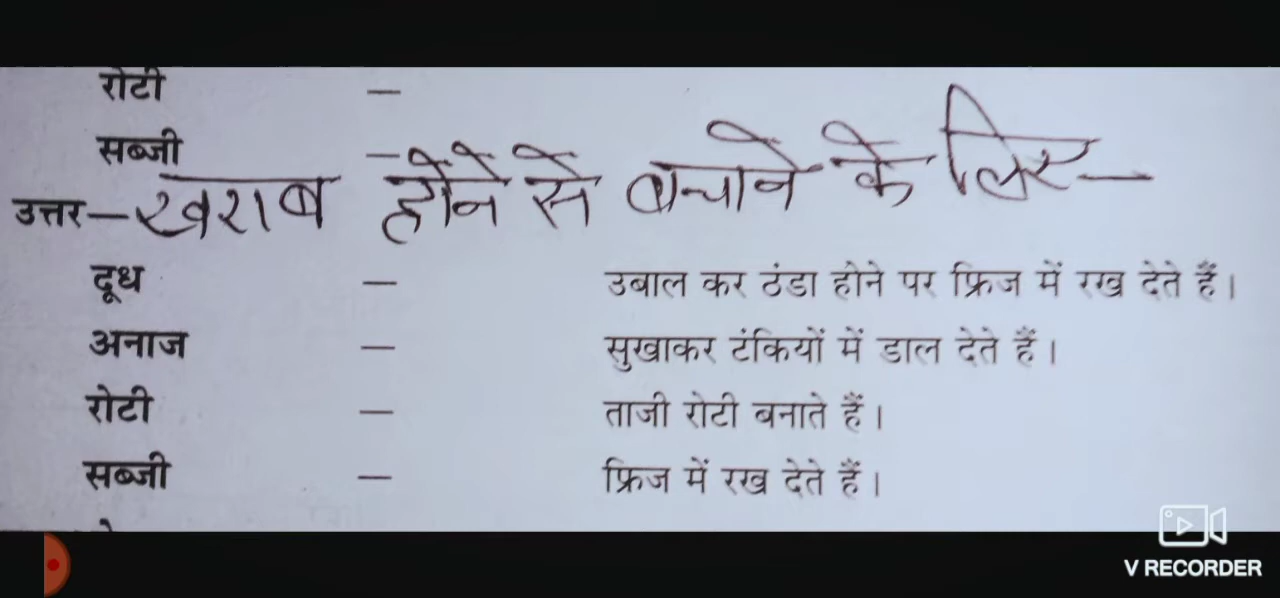 रोटी —
सब्जी —
उत्तर— खराब होने से बचाने के लिए—
दूध — उबाल कर ठंडा होने पर फ्रिज में रख देते हैं।
अनाज — सुखाकर टंकियों में डाल देते हैं।
रोटी — ताजी रोटी बनाते हैं।
सब्जी — फ्रिज में रख देते हैं।
V RECORDER